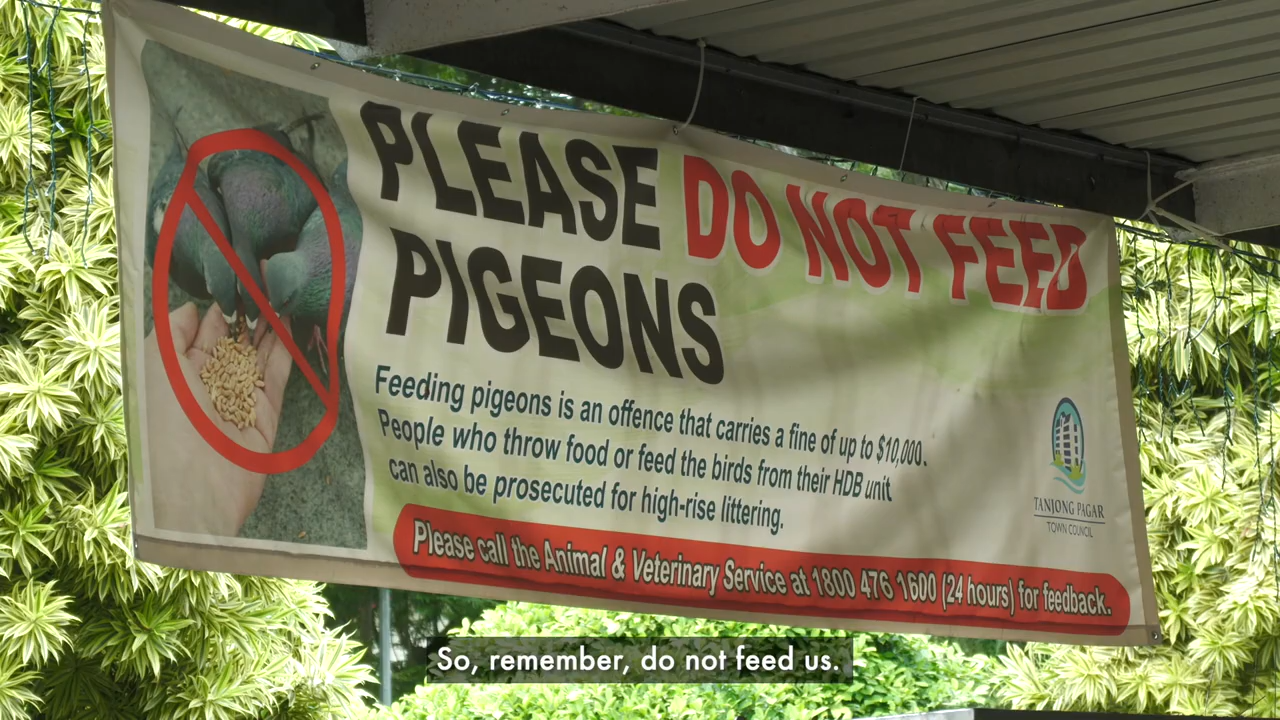 PLEASE DO NOT FEED
PIGEONS
Feeding pigeons is an offence that carries a fine of up to $10,000.
People who throw food or feed the birds from their HDB unit
can also be prosecuted for high-rise littering.
TANJONG PAGAR
TOWN COUNCIL
Please call the Animal & Veterinary Service at 1800 476 1600 (24 hours) for feedback.
So, remember, do not feed us.